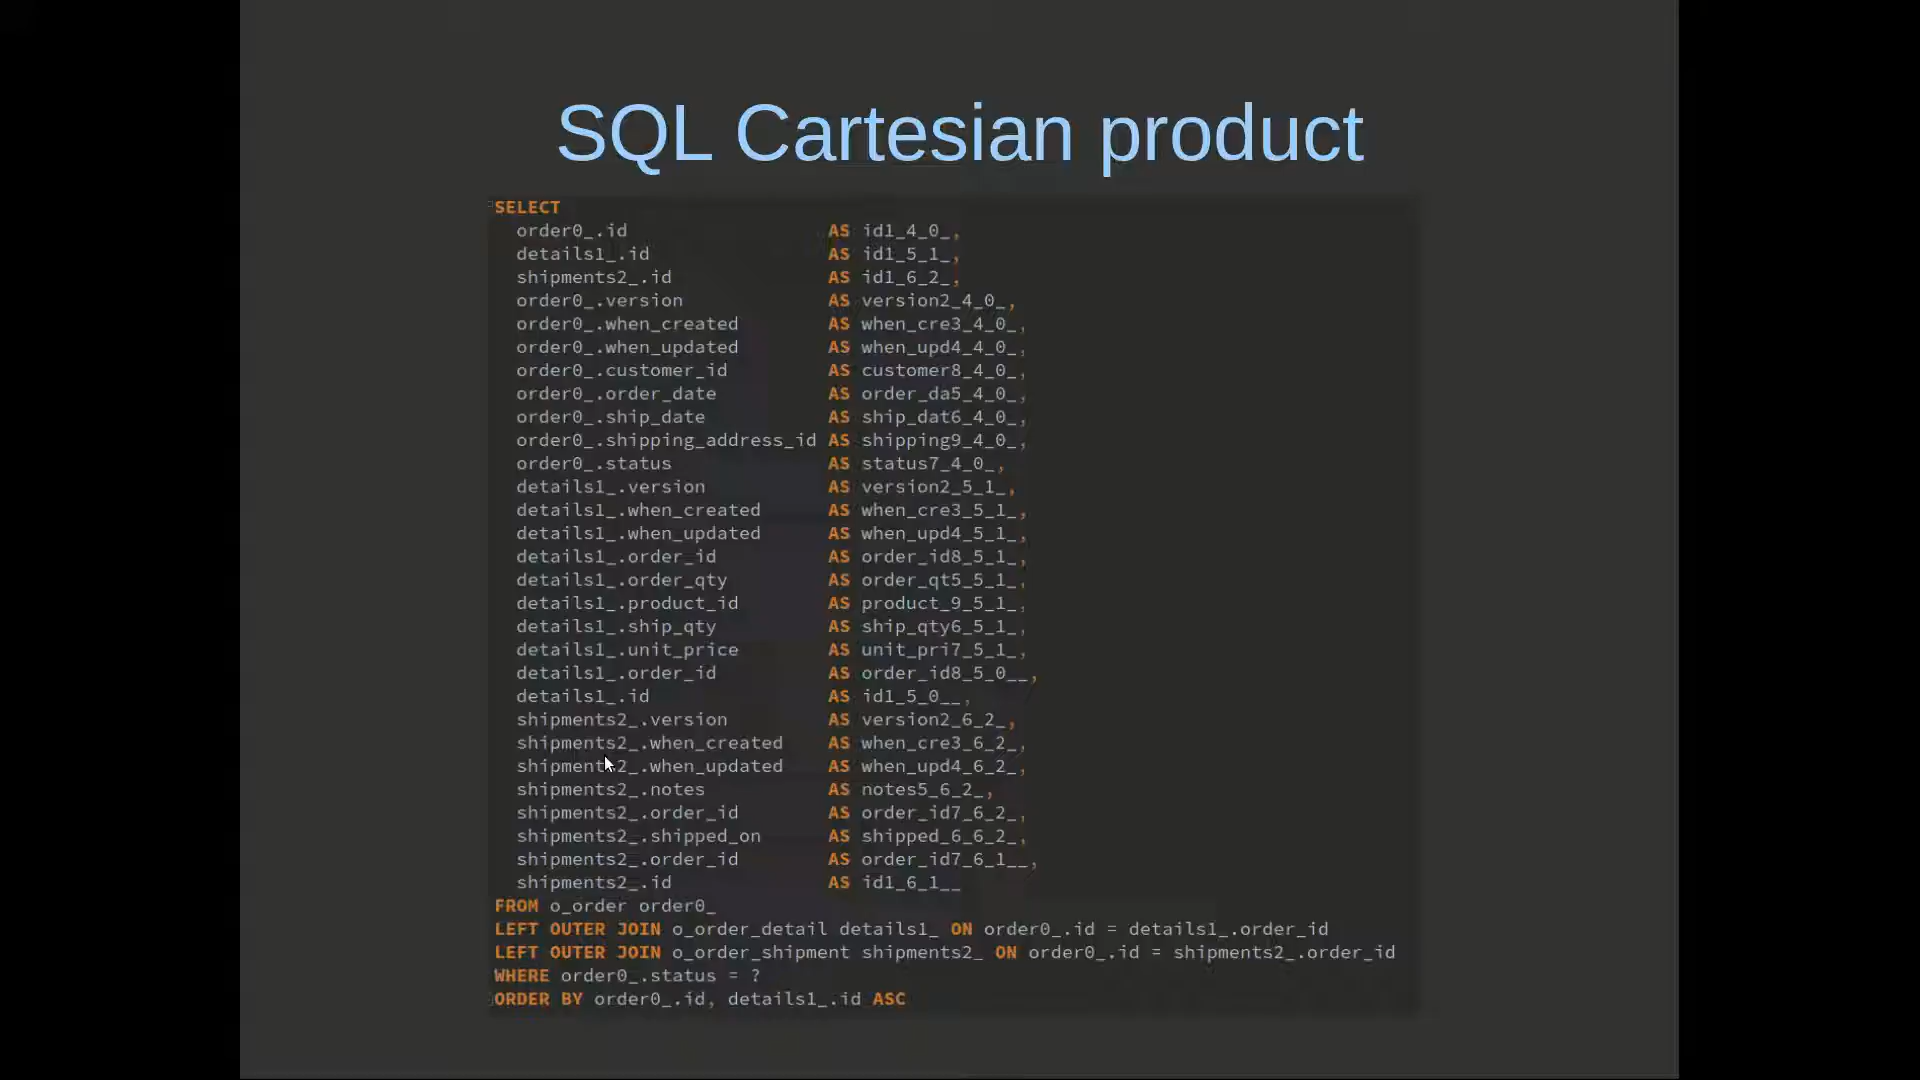 SQL Cartesian product
SELECT
order0_.id AS id1_4_0_,
details1_.id AS id1_5_1_,
shipments2_.id AS id1_6_2_,
order0_.version AS version2_4_0_,
order0_.when_created AS when_cre3_4_0_,
order0_.when_updated AS when_upd4_4_0_,
order0_.customer_id AS customer8_4_0_,
order0_.order_date AS order_da5_4_0_,
order0_.ship_date AS ship_dat6_4_0_,
order0_.shipping_address_id AS shipping9_4_0_,
order0_.status AS status7_4_0_,
details1_.version AS version2_5_1_,
details1_.when_created AS when_cre3_5_1_,
details1_.when_updated AS when_upd4_5_1_,
details1_.order_id AS order_id8_5_1_,
details1_.order_qty AS order_qt5_5_1_,
details1_.product_id AS product_9_5_1_,
details1_.ship_qty AS ship_qty6_5_1_,
details1_.unit_price AS unit_pri7_5_1_,
details1_.order_id AS order_id8_5_0__,
details1_.id AS id1_5_0__,
shipments2_.version AS version2_6_2_,
shipments2_.when_created AS when_cre3_6_2_,
shipments2_.when_updated AS when_upd4_6_2_,
shipments2_.notes AS notes5_6_2_,
shipments2_.order_id AS order_id7_6_2_,
shipments2_.shipped_on AS shipped_6_6_2_,
shipments2_.order_id AS order_id7_6_1__,
shipments2_.id AS id1_6_1__
FROM o_order order0_
LEFT OUTER JOIN o_order_detail details1_ ON order0_.id = details1_.order_id
LEFT OUTER JOIN o_order_shipment shipments2_ ON order0_.id = shipments2_.order_id
WHERE order0_.status = ?
ORDER BY order0_.id, details1_.id ASC